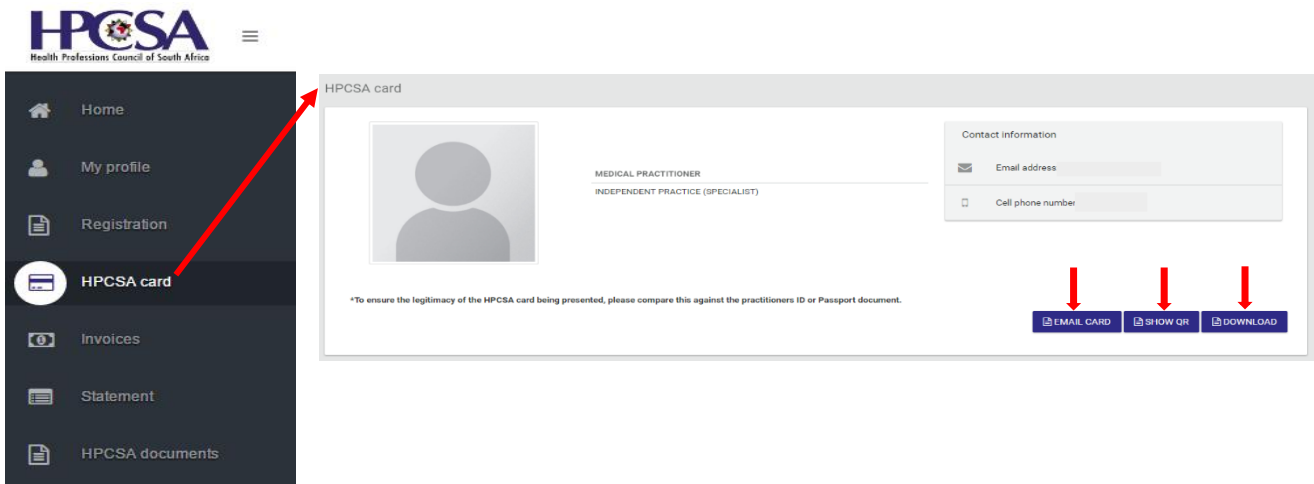 HPCSA
Health Professions Council of South Africa
Home
My profile
Registration
HPCSA card
Invoices
Statement
HPCSA documents
HPCSA card
MEDICAL PRACTITIONER
INDEPENDENT PRACTICE (SPECIALIST)
Contact information
Email address
Cell phone number
*To ensure the legitimacy of the HPCSA card being presented, please compare this against the practitioners ID or Passport document.
EMAIL CARD
SHOW QR
DOWNLOAD